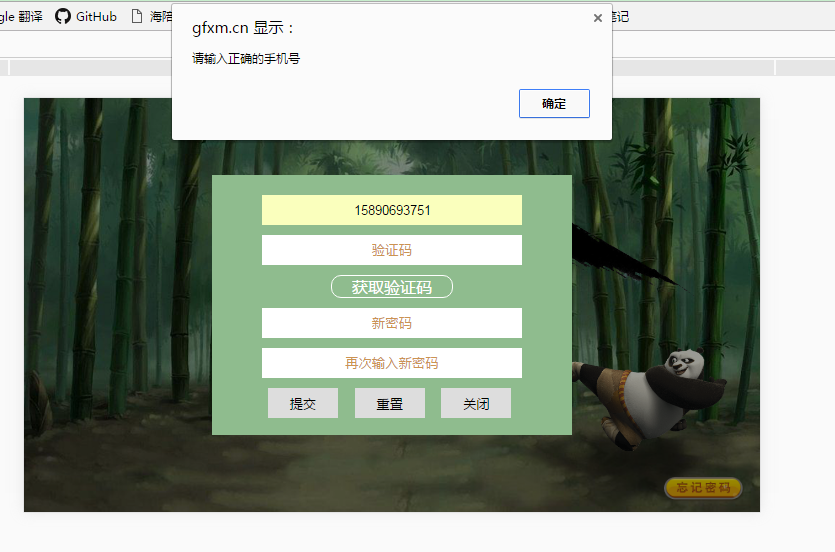 gle 翻译 GitHub 海陌 笔记
gfxm.cn 显示：
请输入正确的手机号
确定
15890693751
验证码
获取验证码
新密码
再次输入新密码
提交 重置 关闭
忘记密码